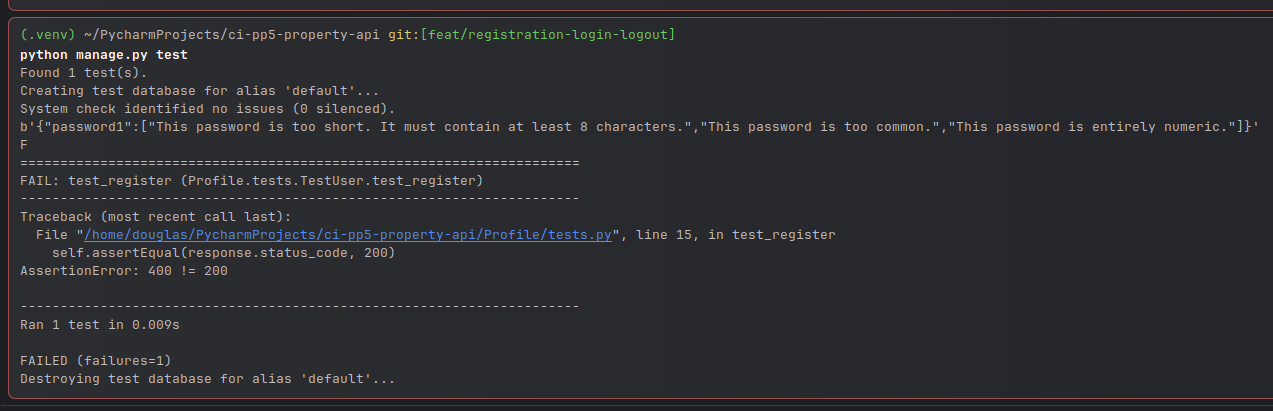 (.venv) ~/PycharmProjects/ci-pp5-property-api git:[feat/registration-login-logout]
python manage.py test
Found 1 test(s).
Creating test database for alias 'default'...
System check identified no issues (0 silenced).
b'{"password1":["This password is too short. It must contain at least 8 characters.","This password is too common.","This password is entirely numeric."]}'
F
======================================================================
FAIL: test_register (Profile.tests.TestUser.test_register)
----------------------------------------------------------------------
Traceback (most recent call last):
  File "/home/douglas/PycharmProjects/ci-pp5-property-api/Profile/tests.py", line 15, in test_register
    self.assertEqual(response.status_code, 200)
AssertionError: 400 != 200
----------------------------------------------------------------------
Ran 1 test in 0.009s
FAILED (failures=1)
Destroying test database for alias 'default'...